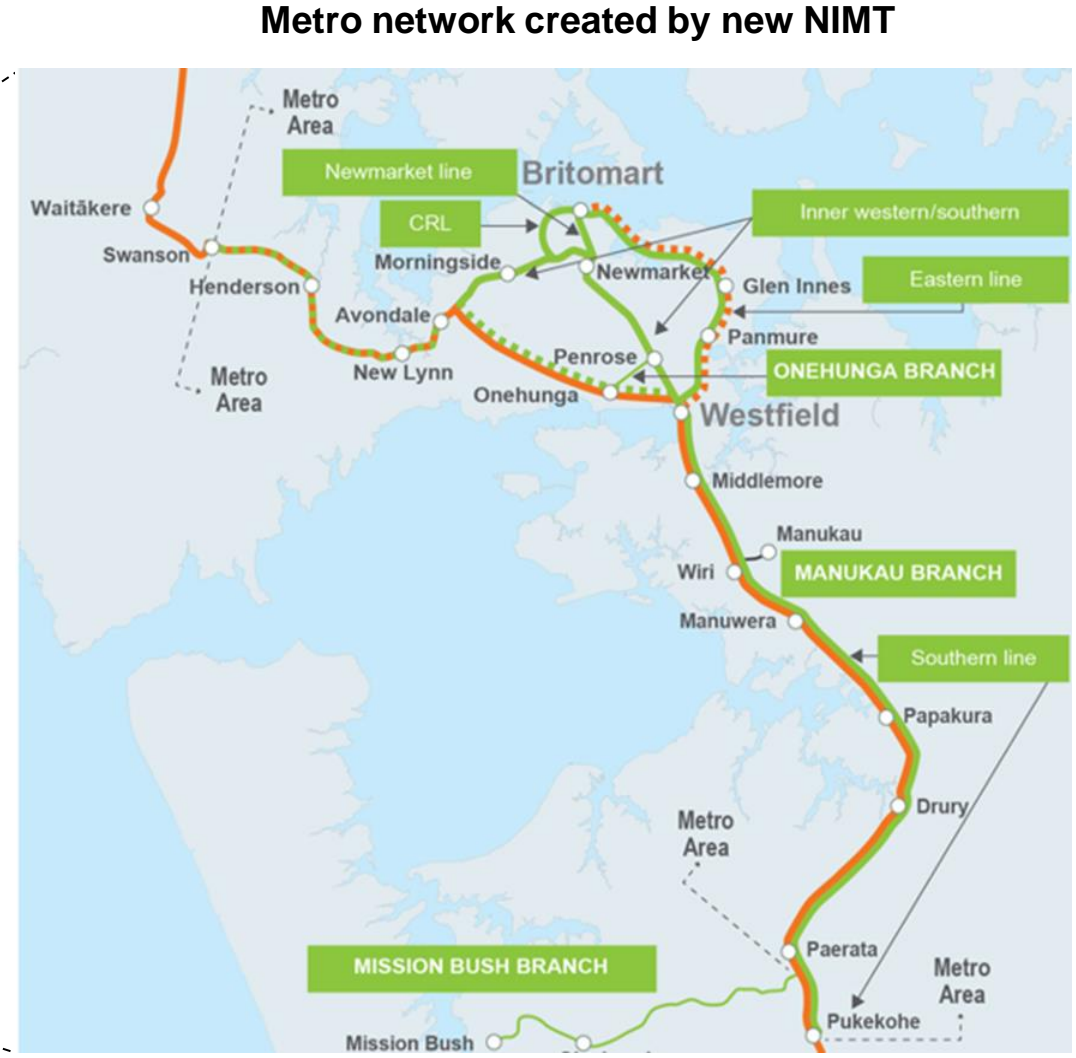 Metro network created by new NIMT
Metro
Area
Newmarket line
Britomart
Waitākere
CRL
Inner western/southern
Swanson
Morningside
Newmarket
Henderson
Glen Innes
Eastern line
Avondale
Panmure
Penrose
New Lynn
Metro
Area
ONEHUNGA BRANCH
Onehunga
Westfield
Middlemore
Manukau
Wiri
MANUKAU BRANCH
Manuwera
Southern line
Papakura
Drury
Metro
Area
Paerata
MISSION BUSH BRANCH
Metro
Area
Pukekohe
Mission Bush